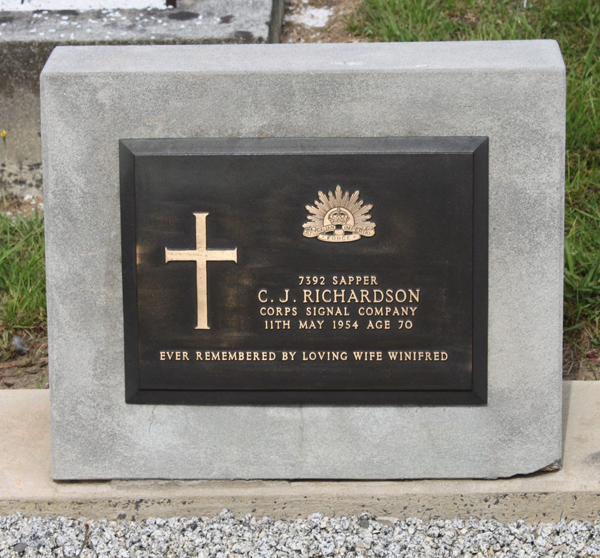 7392 SAPPER
C. J. RICHARDSON
CORPS SIGNAL COMPANY
11TH MAY 1954 AGE 70
EVER REMEMBERED BY LOVING WIFE WINIFRED